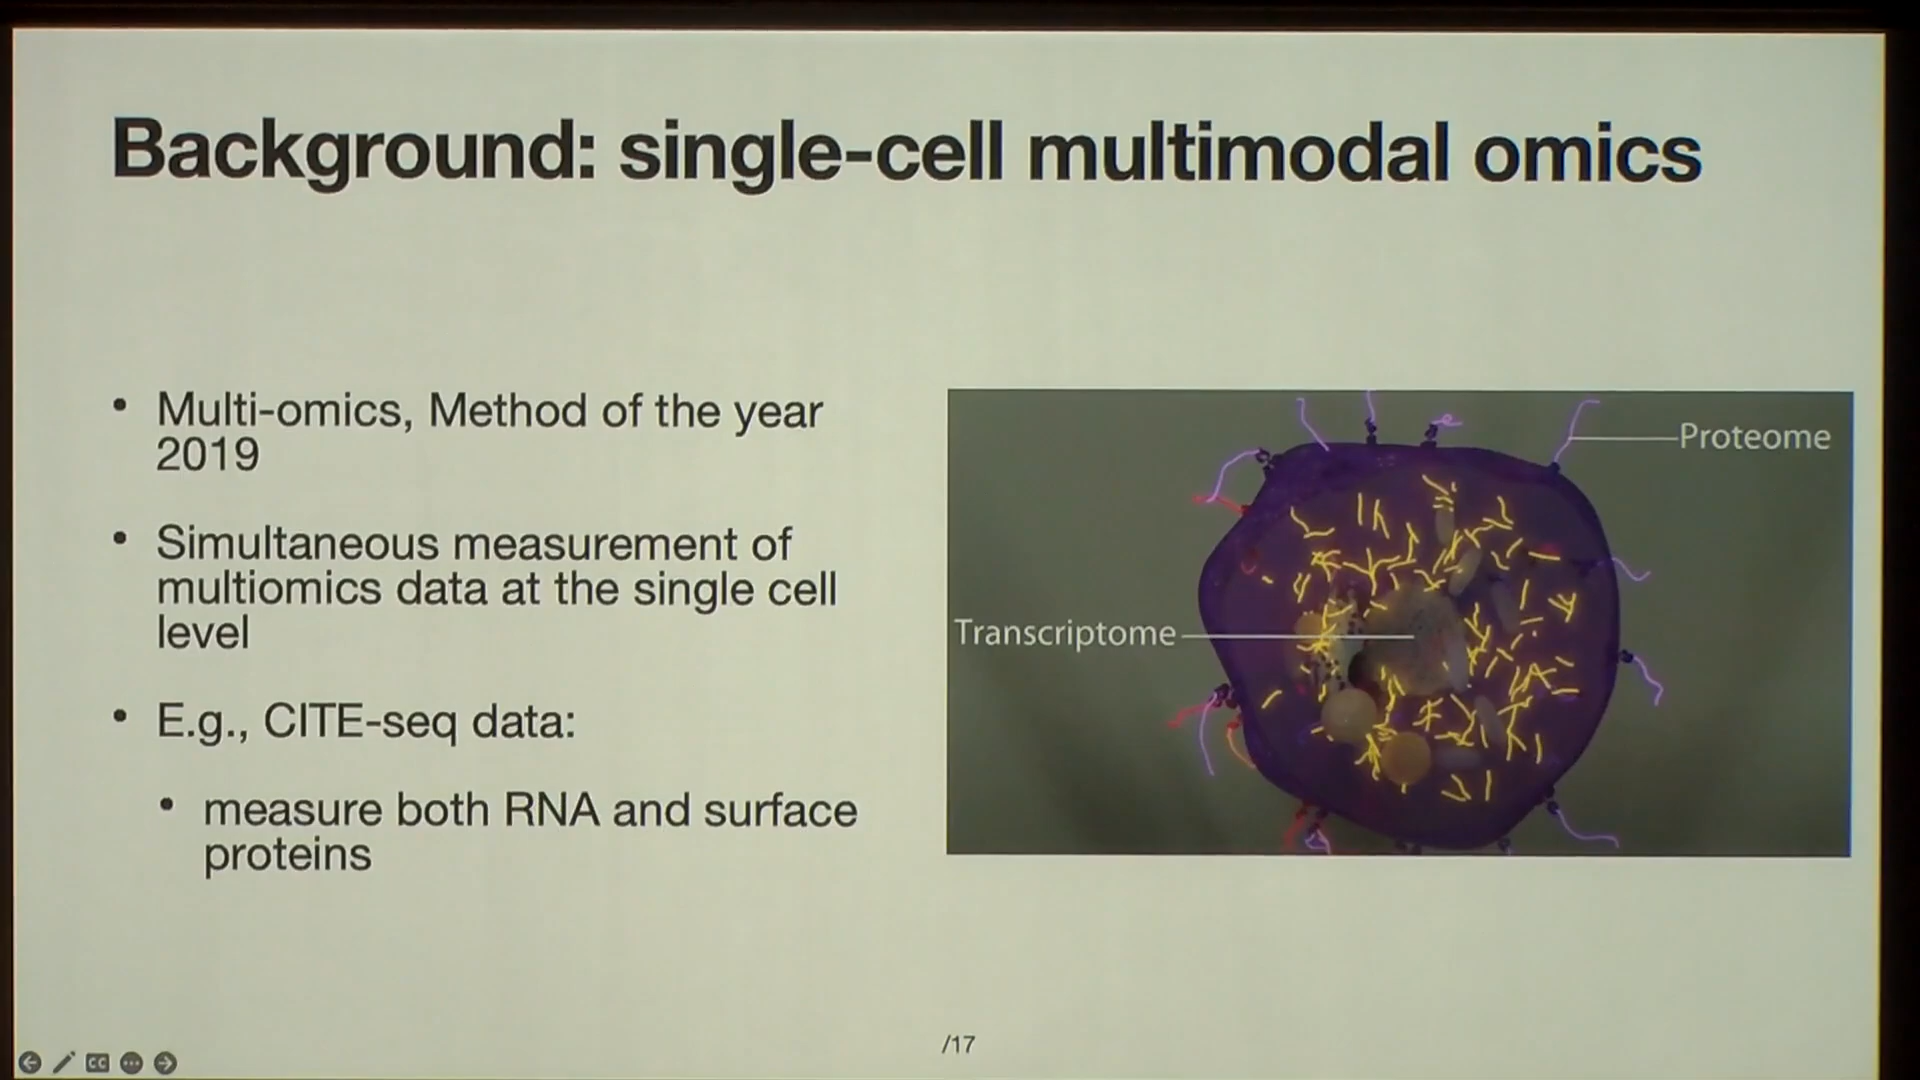 Background: single-cell multimodal omics
• Multi-omics, Method of the year
2019
• Simultaneous measurement of
multiomics data at the single cell
level
• E.g., CITE-seq data:
• measure both RNA and surface
proteins
Proteome
Transcriptome
/17
CC